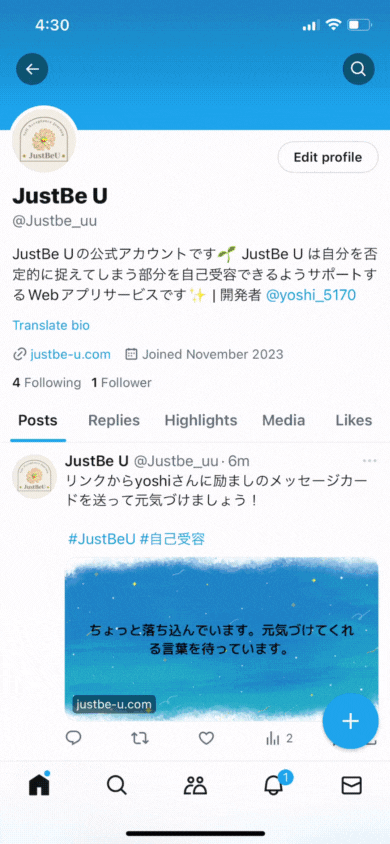 4:30
JustBeU
Edit profile
JustBe U
@Justbe_uu
JustBe Uの公式アカウントです🌱 JustBe U は自分を否
定的に捉えてしまう部分を自己受容できるようサポートす
るWebアプリサービスです✨ | 開発者 @yoshi_5170
Translate bio
justbe-u.com Joined November 2023
4 Following 1 Follower
Posts Replies Highlights Media Likes
JustBe U @Justbe_uu · 6m
リンクからyoshiさんに励ましのメッセージカー
ドを送って元気づけましょう！
#JustBeU #自己受容
ちょっと落ち込んでいます。元気づけてくれ
る言葉を待っています。
justbe-u.com
2
1